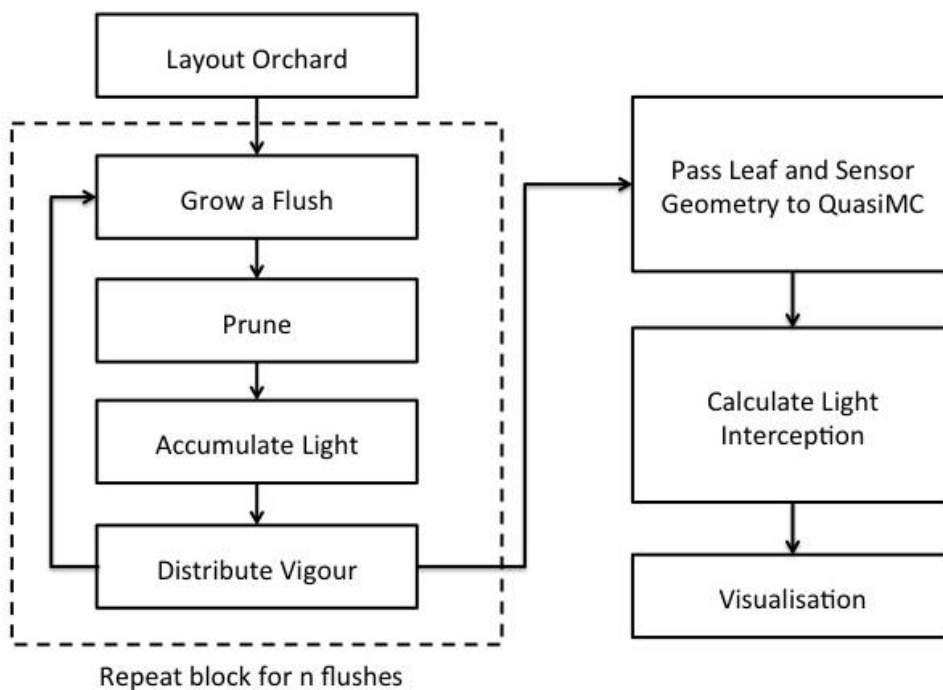 Layout Orchard
Grow a Flush
Prune
Accumulate Light
Distribute Vigour
Repeat block for n flushes
Pass Leaf and Sensor
Geometry to QuasiMC
Calculate Light
Interception
Visualisation